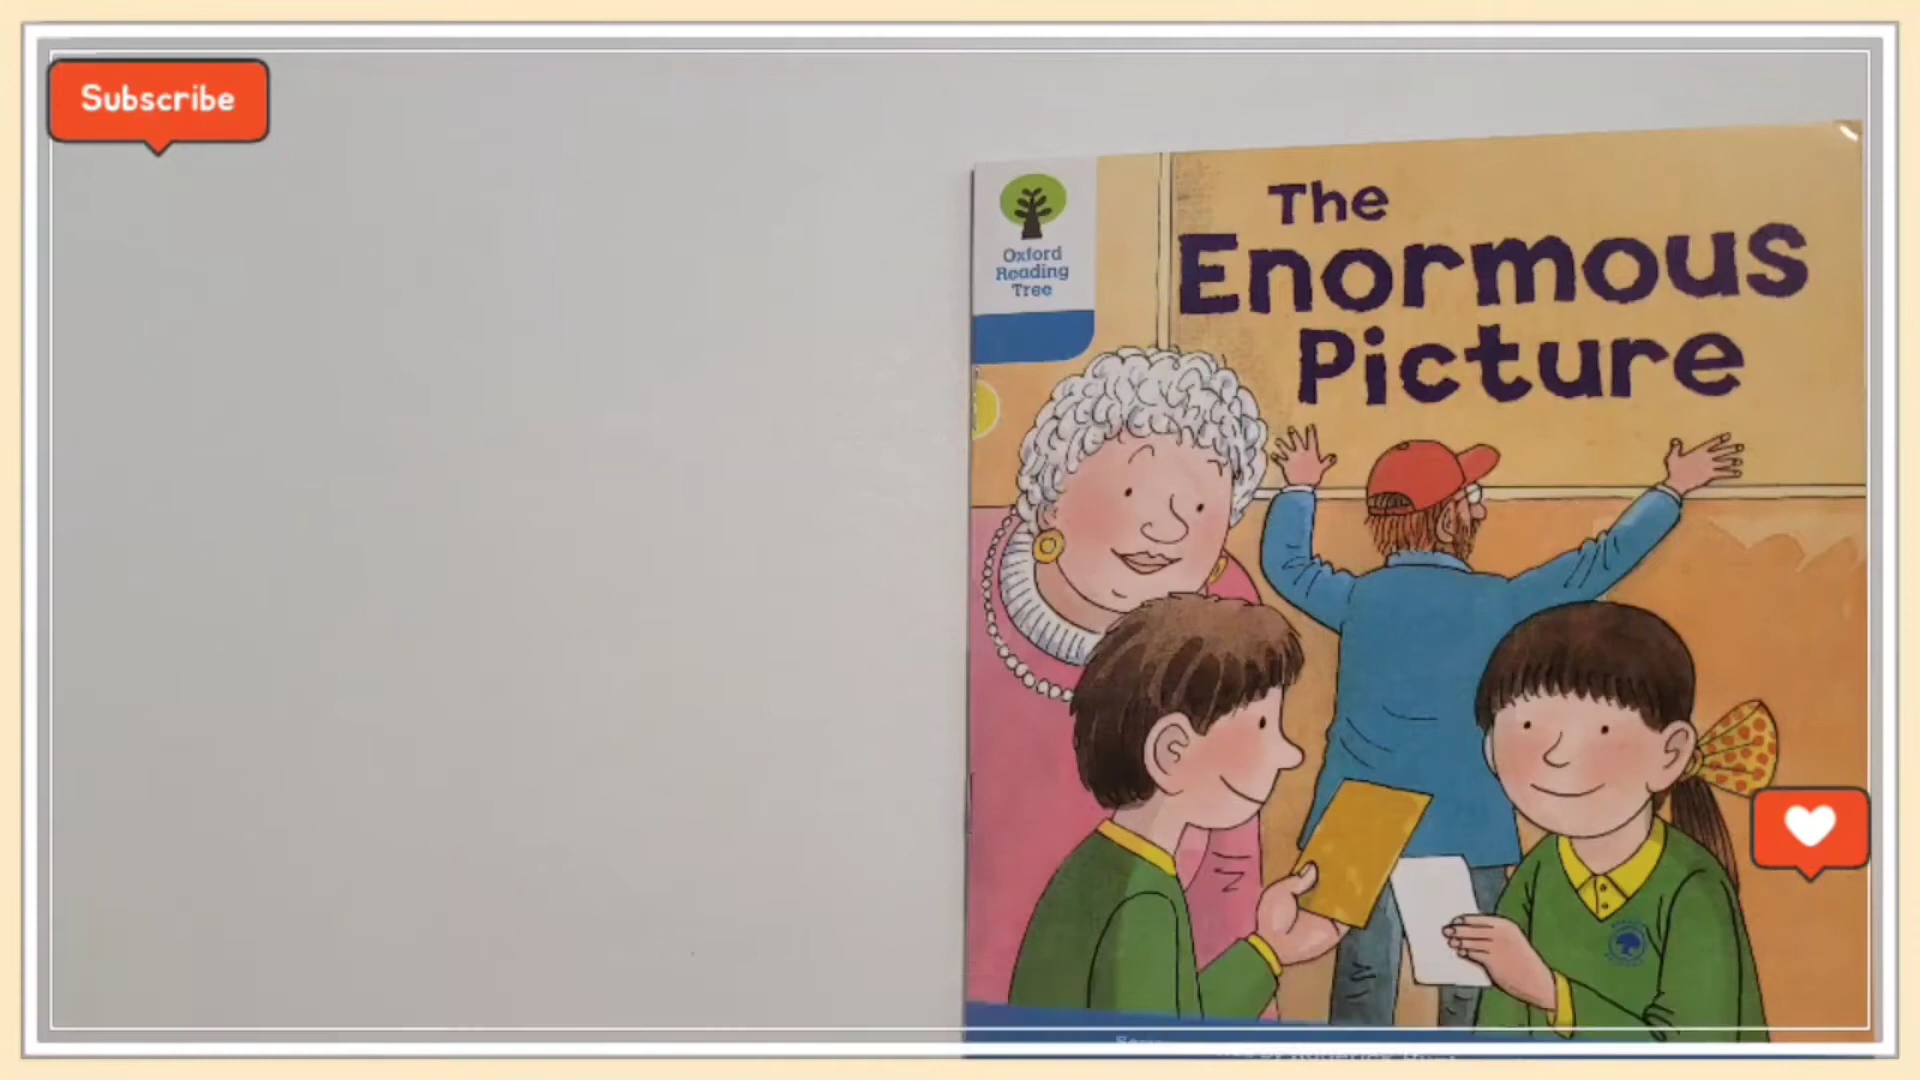 Subscribe
Oxford
Reading
Tree
The
Enormous
Picture